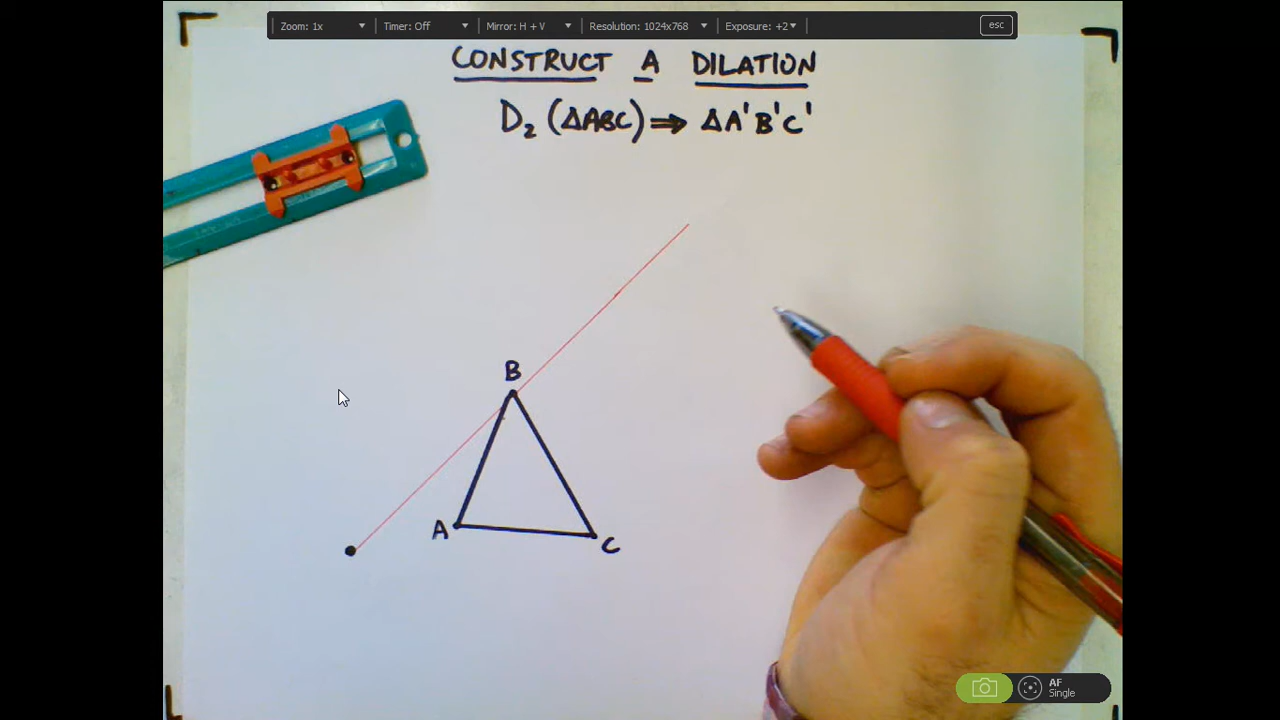 Zoom: 1x Timer: Off Mirror: H + V Resolution: 1024x768 Exposure: +2 esc
CONSTRUCT A DILATION
D₂ (ΔABC) ⇒ ΔA'B'C'
B
A
C
AF
Single